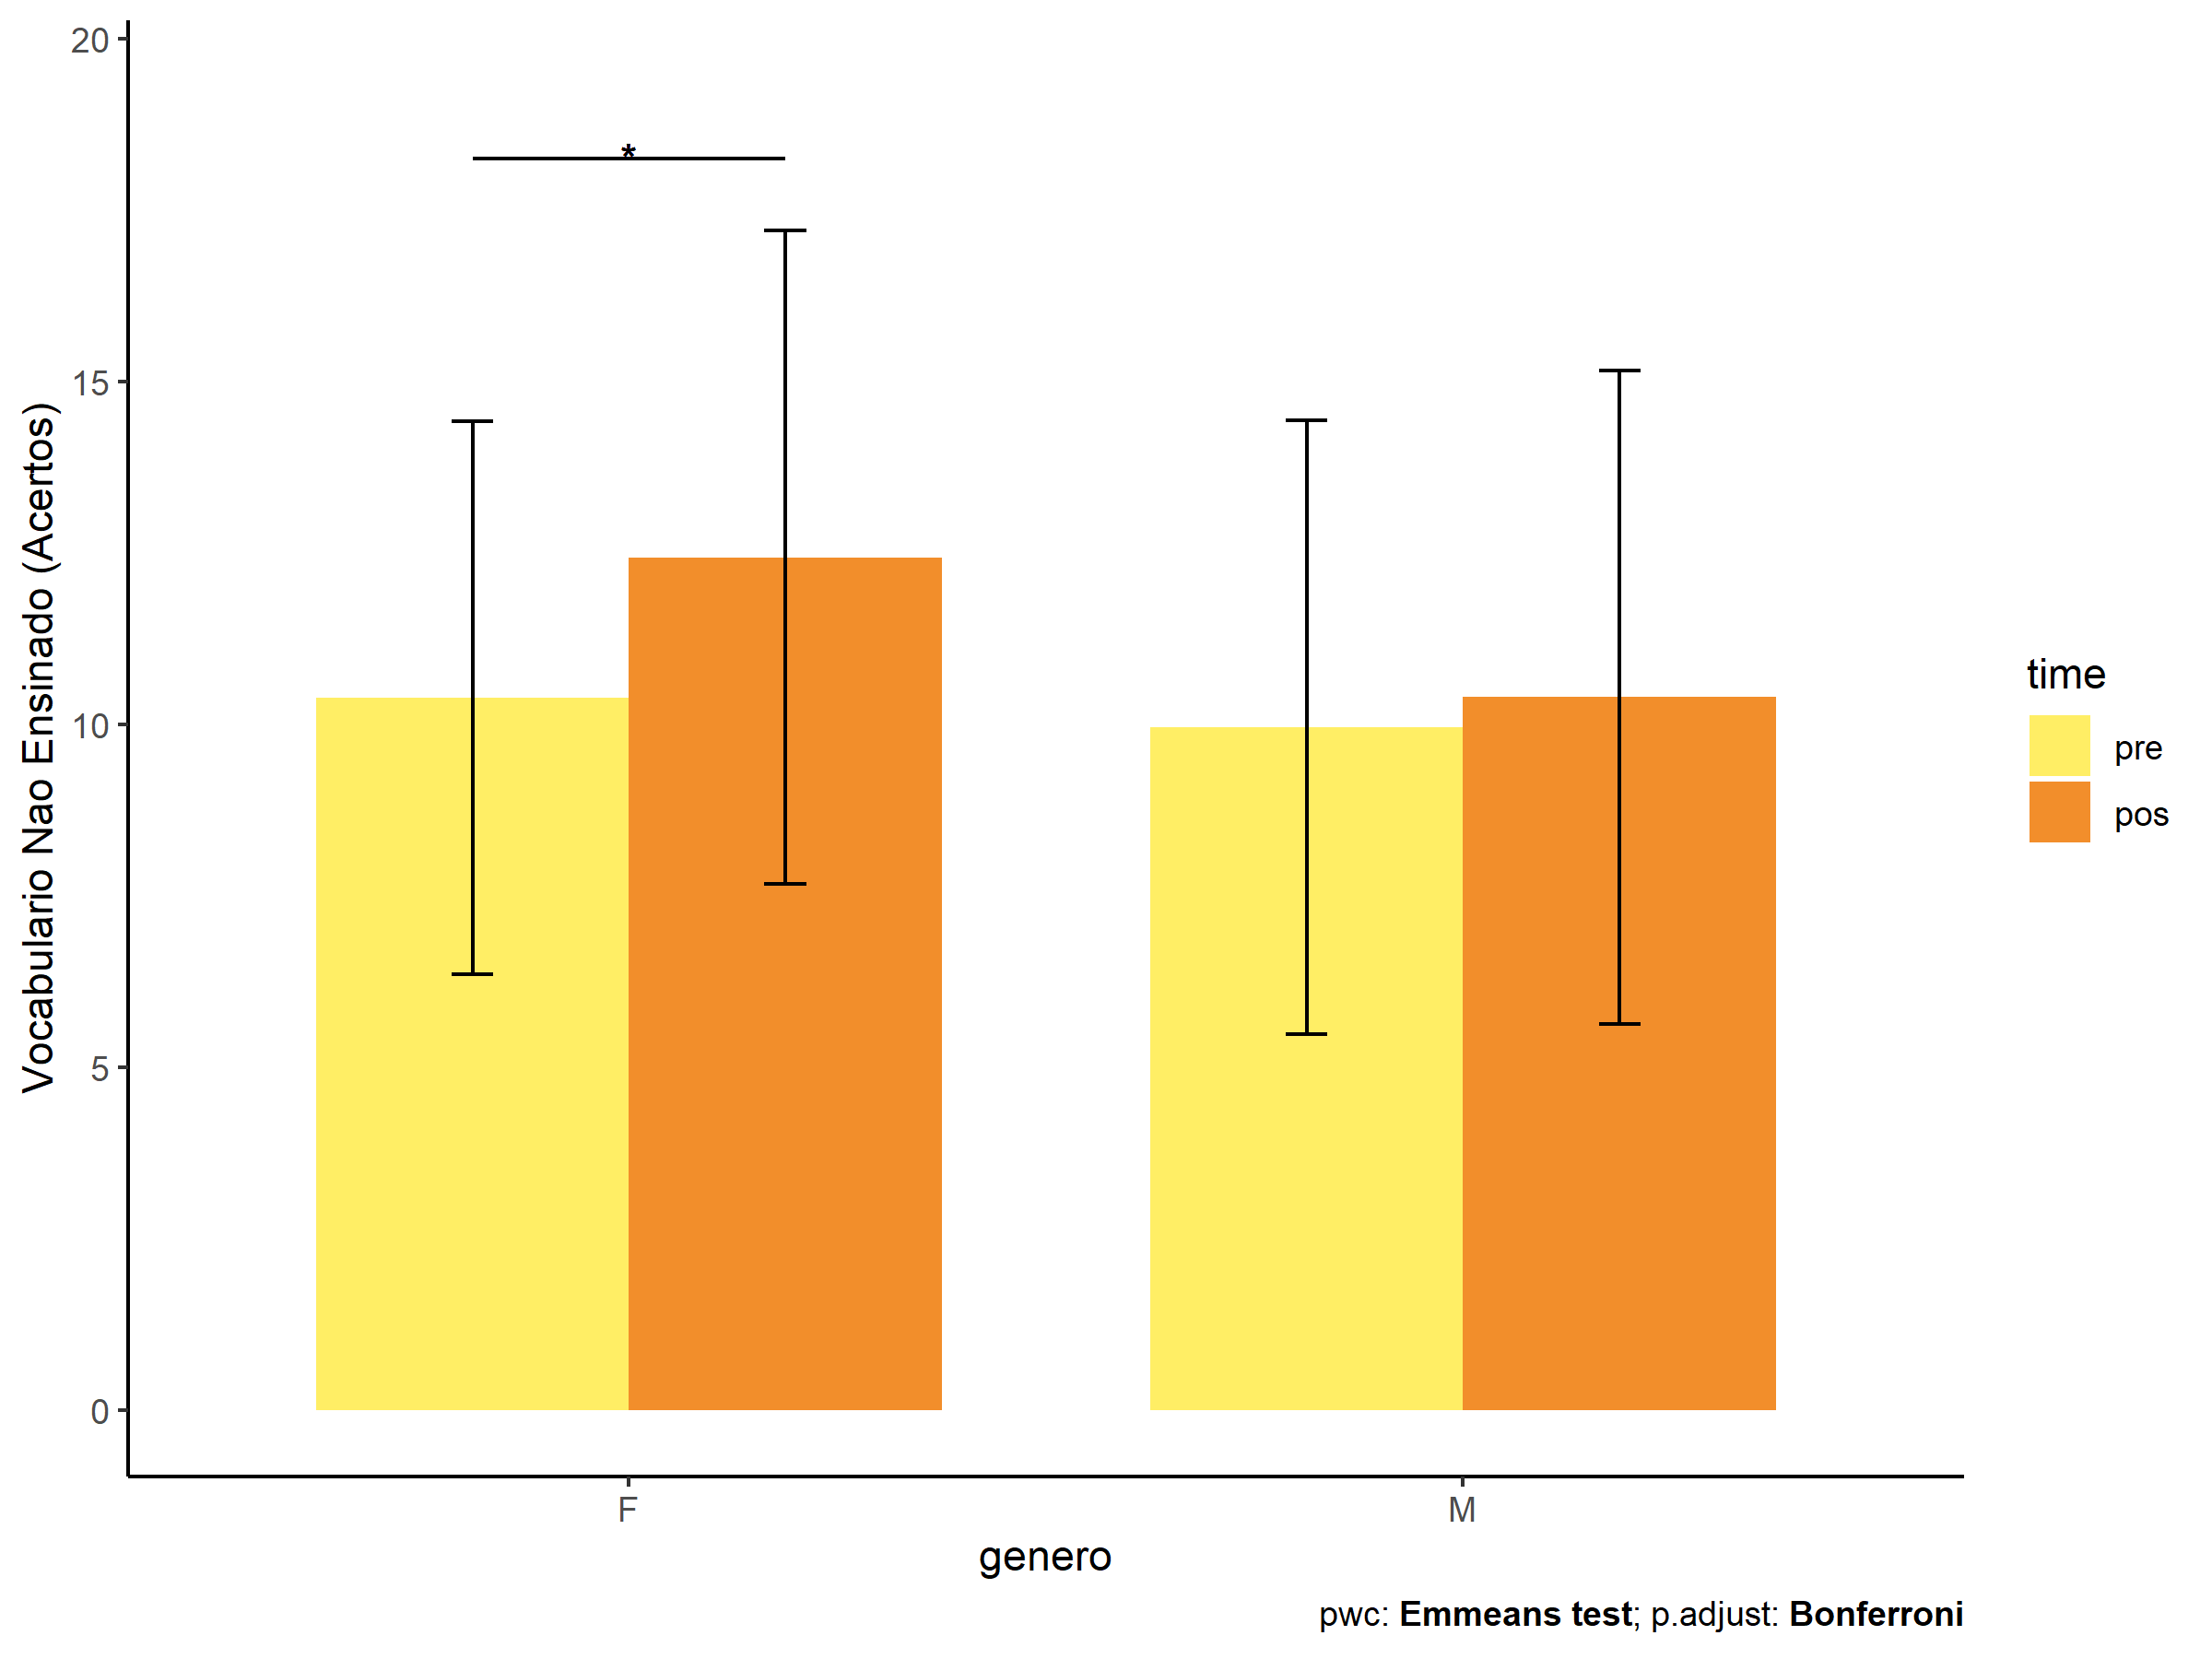 20
15
10
5
0
Vocabulario Nao Ensinado (Acertos)
*
F
M
genero
time
pre
pos
pwc: Emmeans test; p.adjust: Bonferroni